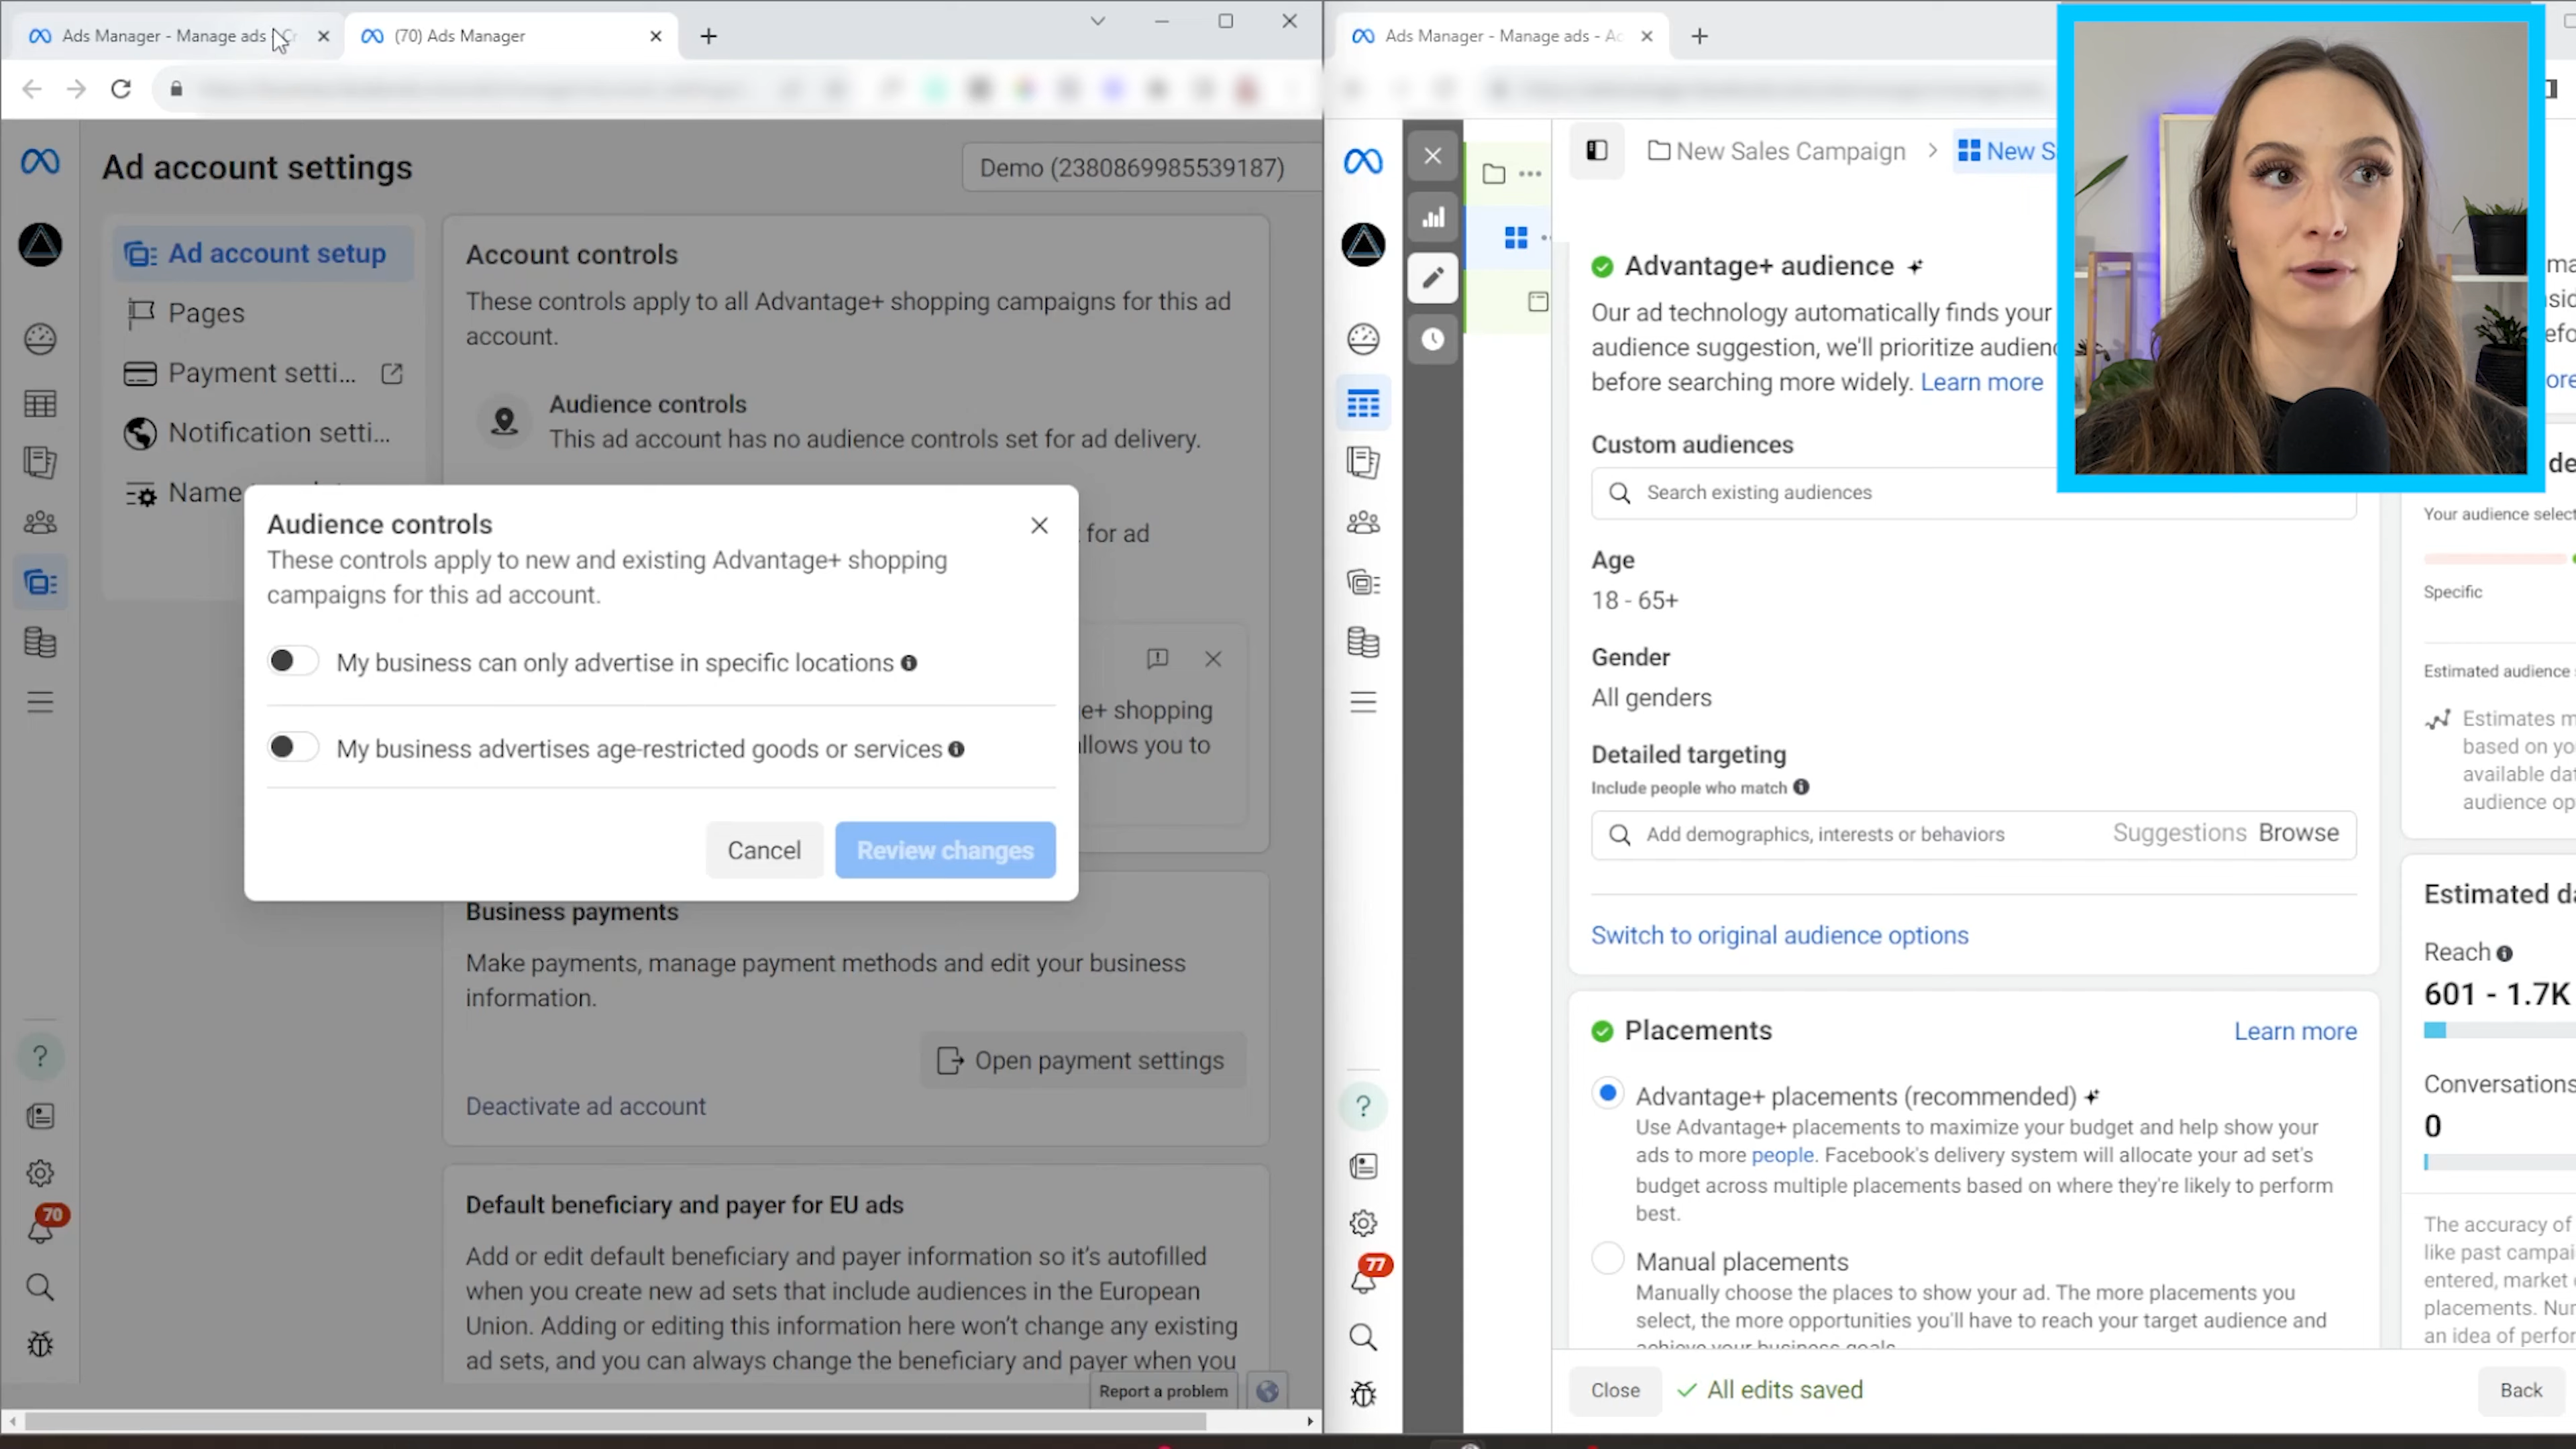 Ads Manager - Manage ads - Cr
(70) Ads Manager
Ad account settings
Demo (2380869985539187)
Ad account setup
Pages
Payment setti...
Notification setti...
Name
Account controls
These controls apply to all Advantage+ shopping campaigns for this ad
account.
Audience controls
This ad account has no audience controls set for ad delivery.
for ad
e+ shopping
llows you to
Audience controls
These controls apply to new and existing Advantage+ shopping
campaigns for this ad account.
My business can only advertise in specific locations
My business advertises age-restricted goods or services
Cancel
Review changes
Business payments
Make payments, manage payment methods and edit your business
information.
Open payment settings
Deactivate ad account
Default beneficiary and payer for EU ads
Add or edit default beneficiary and payer information so it's autofilled
when you create new ad sets that include audiences in the European
Union. Adding or editing this information here won't change any existing
ad sets, and you can always change the beneficiary and payer when you
Report a problem
70
Ads Manager - Manage ads - Ac
New Sales Campaign
New S
Advantage+ audience
Our ad technology automatically finds your
audience suggestion, we'll prioritize audienc
before searching more widely. Learn more
Custom audiences
Search existing audiences
Age
18 - 65+
Gender
All genders
Detailed targeting
Include people who match
Add demographics, interests or behaviors
Suggestions
Browse
Switch to original audience options
Placements
Learn more
Advantage+ placements (recommended)
Use Advantage+ placements to maximize your budget and help show your
ads to more people. Facebook's delivery system will allocate your ad set's
budget across multiple placements based on where they're likely to perform
best.
Manual placements
Manually choose the places to show your ad. The more placements you
select, the more opportunities you'll have to reach your target audience and
achieve your business goals.
Close
All edits saved
Back
77
Your audience select
Specific
Estimated audience
Estimates m
based on yo
available dat
audience op
Estimated da
Reach
601 - 1.7K
Conversations
0
The accuracy of
like past campai
entered, market
placements. Nu
an idea of perfor